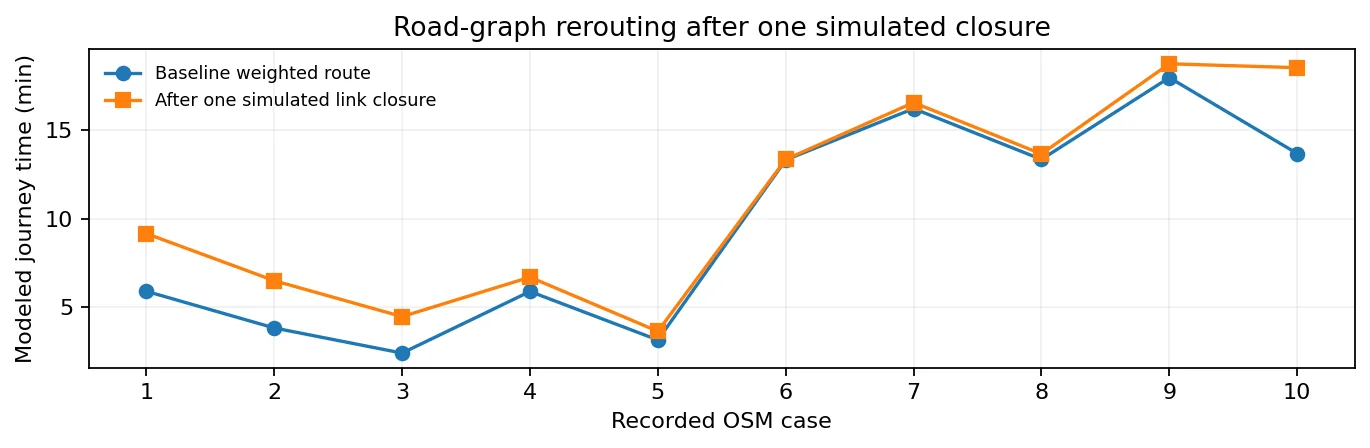 Road-graph rerouting after one simulated closure
Baseline weighted route
After one simulated link closure
Modeled journey time (min)
15
10
5
1 2 3 4 5 6 7 8 9 10
Recorded OSM case